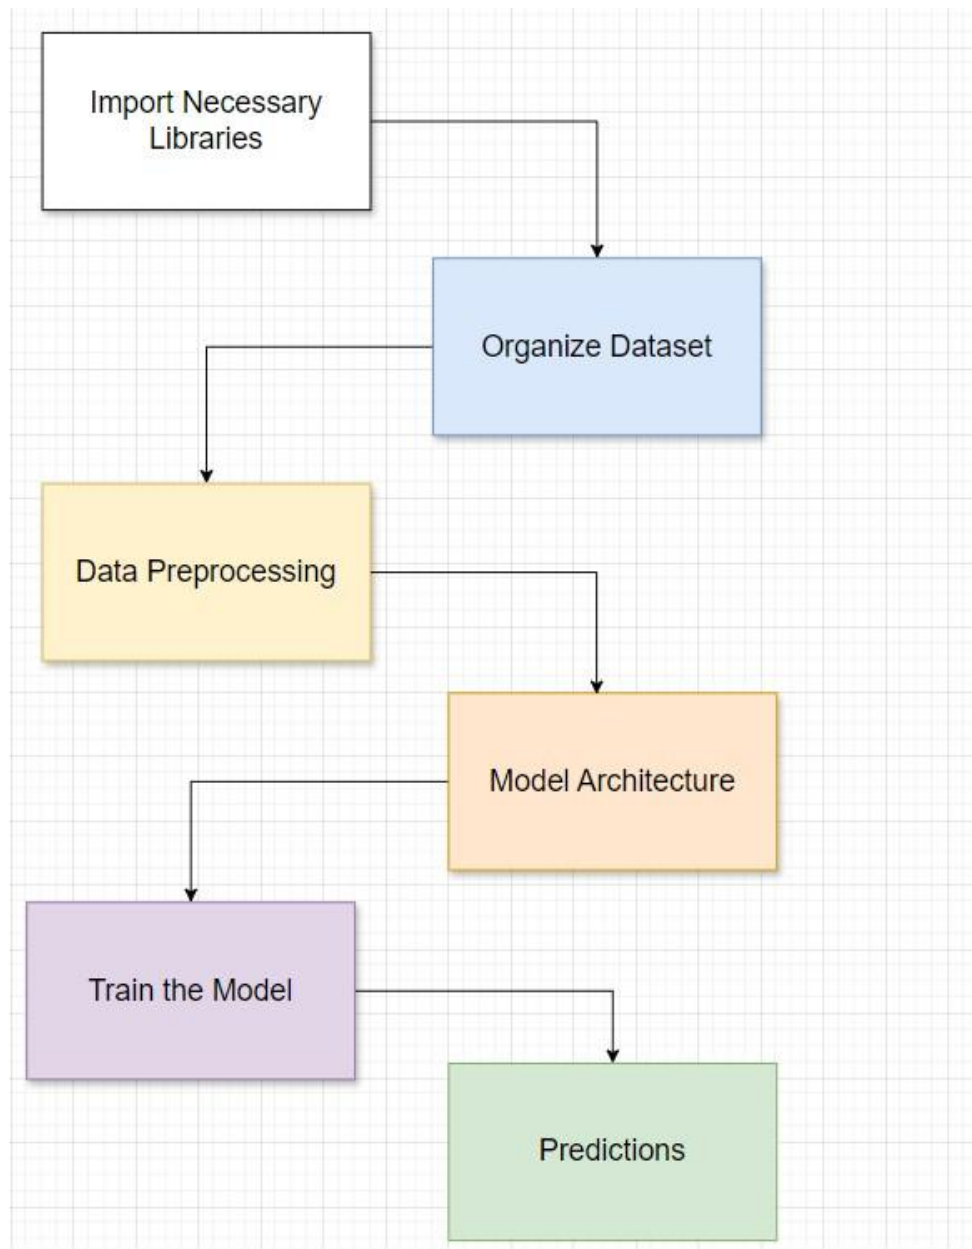 Import Necessary
Libraries
Organize Dataset
Data Preprocessing
Model Architecture
Train the Model
Predictions